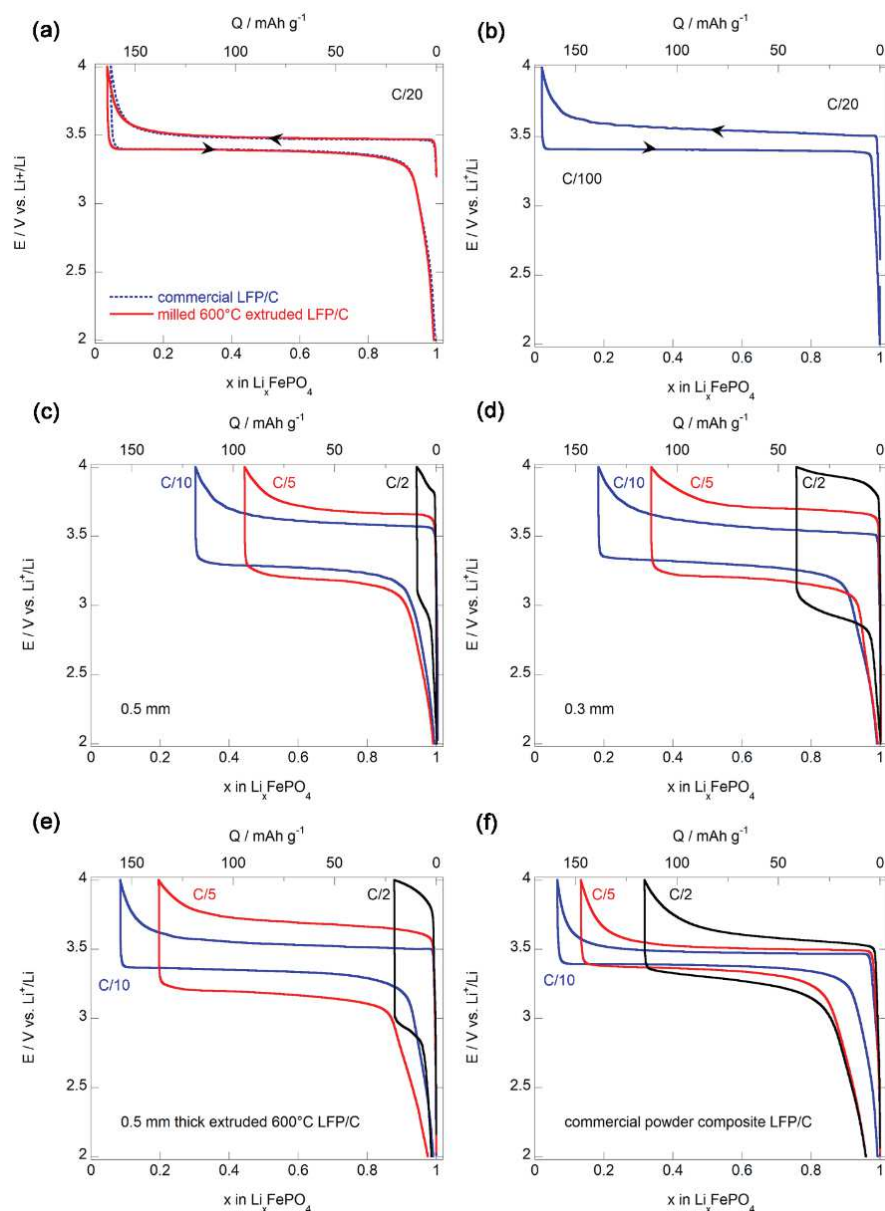 (a)
Q / mAh g⁻¹
150 100 50 0
4
3.5
3
2.5
2
E / V vs. Li+/Li
C/20
commercial LFP/C
milled 600°C extruded LFP/C
0 0.2 0.4 0.6 0.8 1
x in LiₓFePO₄
(b)
Q / mAh g⁻¹
150 100 50 0
4
3.5
3
2.5
2
E / V vs. Li⁺/Li
C/20
C/100
0 0.2 0.4 0.6 0.8 1
x in LiₓFePO₄
(c)
Q / mAh g⁻¹
150 100 50 0
4
3.5
3
2.5
2
E / V vs. Li⁺/Li
C/10
C/5
C/2
0.5 mm
0 0.2 0.4 0.6 0.8 1
x in LiₓFePO₄
(d)
Q / mAh g⁻¹
150 100 50 0
4
3.5
3
2.5
2
E / V vs. Li⁺/Li
C/10
C/5
C/2
0.3 mm
0 0.2 0.4 0.6 0.8 1
x in LiₓFePO₄
(e)
Q / mAh g⁻¹
150 100 50 0
4
3.5
3
2.5
2
E / V vs. Li⁺/Li
C/5
C/2
C/10
0.5 mm thick extruded 600°C LFP/C
0 0.2 0.4 0.6 0.8 1
x in LiₓFePO₄
(f)
Q / mAh g⁻¹
150 100 50 0
4
3.5
3
2.5
2
E / V vs. Li⁺/Li
C/5
C/2
C/10
commercial powder composite LFP/C
0 0.2 0.4 0.6 0.8 1
x in LiₓFePO₄